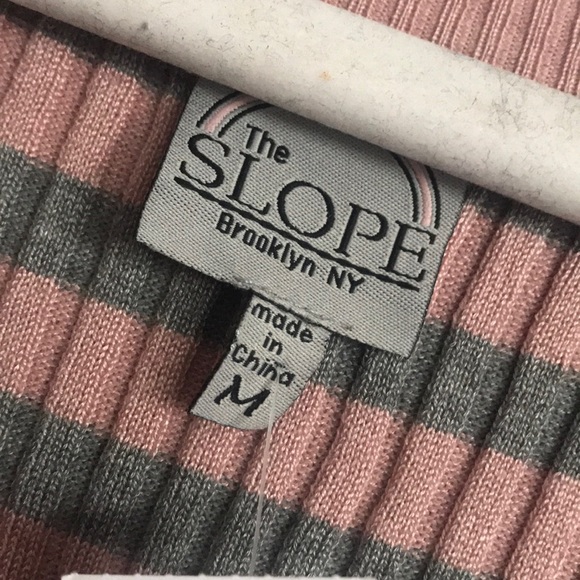 The
SLOPE
Brooklyn NY
made
in
China
M